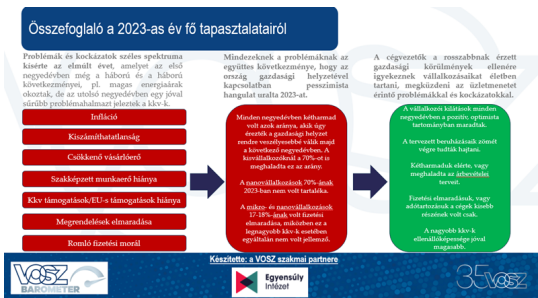 Összefoglaló a 2023-as év fő tapasztalatairól
Problémák és kockázatok széles spektruma
kísérte az elmúlt évet, amelyet az első
negyedévben még a háború és a háború
következményei, pl. magas energiaárak
okoztak, de az utolsó negyedévben egy jóval
sűrűbb problémahalmazt jeleztek a kkv-k.
Infláció
Kiszámíthatatlanság
Csökkenő vásárlóerő
Szakképzett munkaerő hiánya
Kkv támogatások/EU-s támogatások hiánya
Megrendelések elmaradása
Romló fizetési morál
Mindezeknek a problémáknak az
együttes következménye, hogy az
ország gazdasági helyzetével
kapcsolatban pesszimista
hangulat uralta 2023-at.
Minden negyedévben kétharmad
volt azok aránya, akik úgy
érezték a gazdasági helyzet
rendre veszélyesebbé válik majd
a következő negyedévben. A
kisvállalkozóknál a 70%-ot is
meghaladta ez az arány.
A nanovállalkozások 70%-ának
2023-ban nem volt tartaléka.
A mikro- és nanovállalkozások
17-18%-ának volt fizetési
elmaradása, miközben ez a
legnagyobb kkv-k esetében
egyáltalán nem volt jellemző.
A cégvezetők a rosszabbnak érzett
gazdasági körülmények ellenére
igyekeznek vállalkozásaikat életben
tartani, megküzdeni az üzletmenetet
érintő problémákkal és kockázatokkal.
A vállalkozói kilátások minden
negyedévben a pozitív, optimista
tartományban maradtak.
A tervezett beruházásaik zömét
végre tudták hajtani.
Kétharmaduk elérte, vagy
meghaladta az árbevételes
terveit.
Fizetési elmaradásuk, vagy
adótartozásuk a cégek kisebb
részének volt csak.
A nagyobb kkv-k
ellenállóképessége jóval
magasabb.
Készítette: a VOSZ szakmai partnere
VOSZ
BAROMETER
Egyensúly
Intézet
35 VOSZ